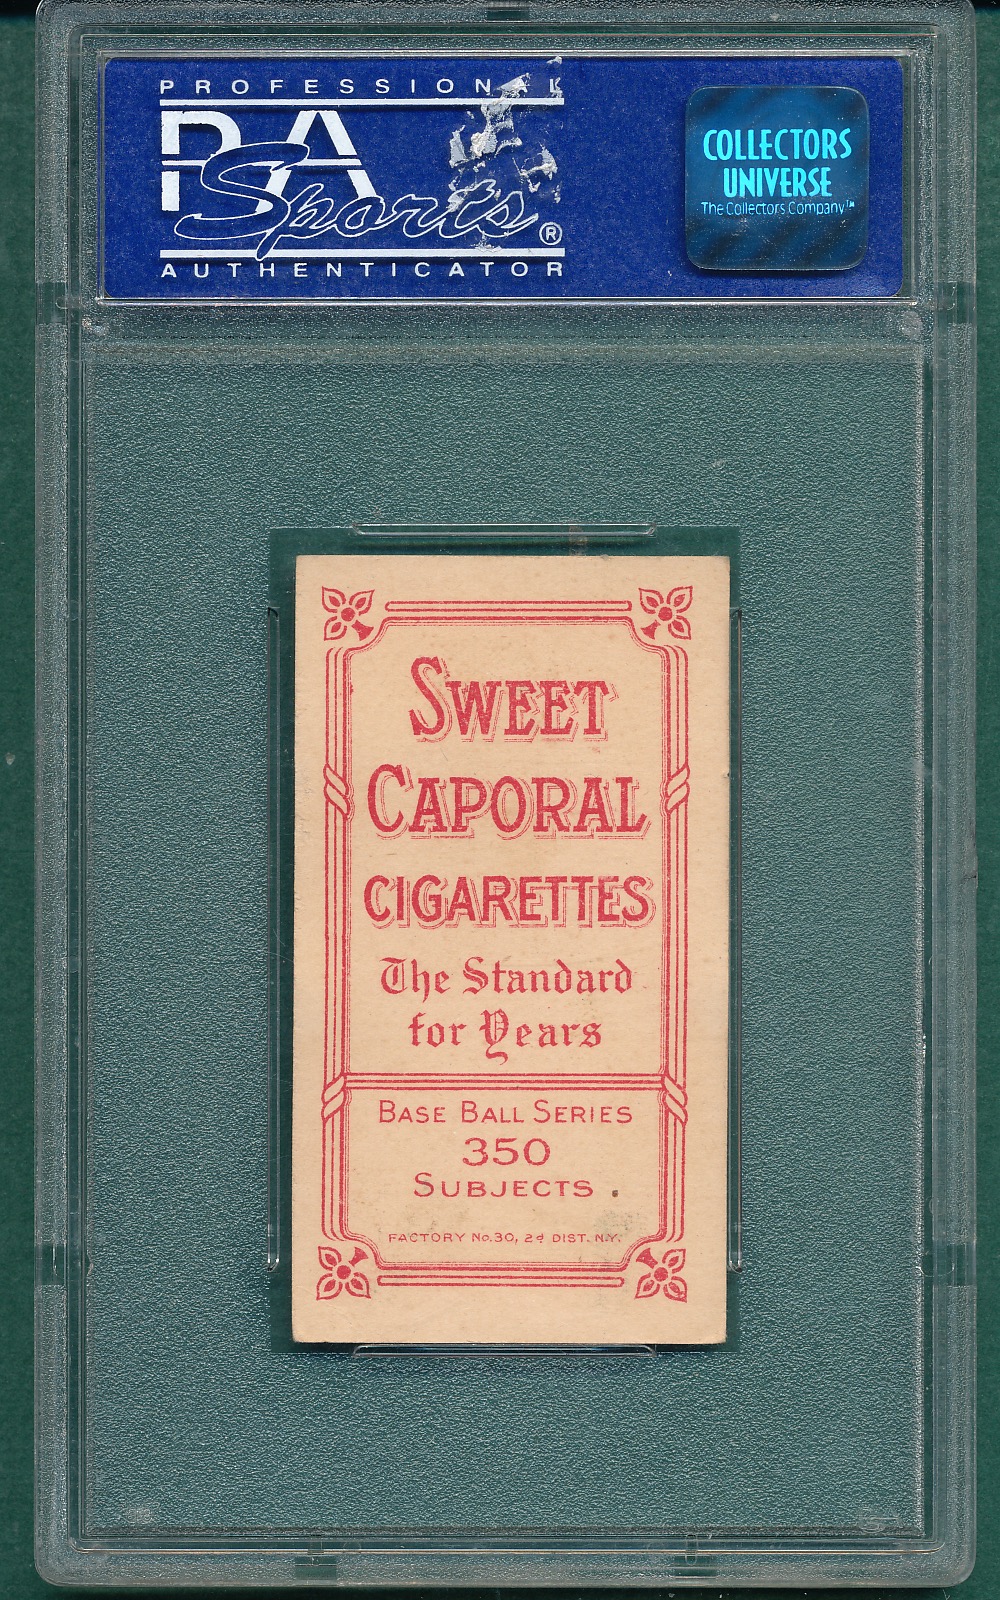 PROFESSIONAL
PSA
Sports®
AUTHENTICATOR
COLLECTORS
UNIVERSE
The Collectors Company™
SWEET
CAPORAL
CIGARETTES
The Standard
for Years
BASE BALL SERIES
350
SUBJECTS.
FACTORY No.30, 2d DIST. N.Y.